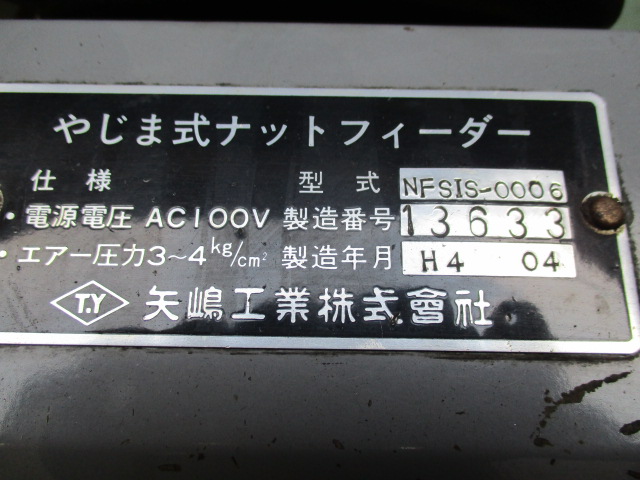 やじま式ナットフィーダー
仕様 型式 NFSIS-0006
・電源電圧 AC100V 製造番号 13633
・エアー圧力3~4kg/cm² 製造年月 H4 04
T.Y 矢嶋工業株式會社